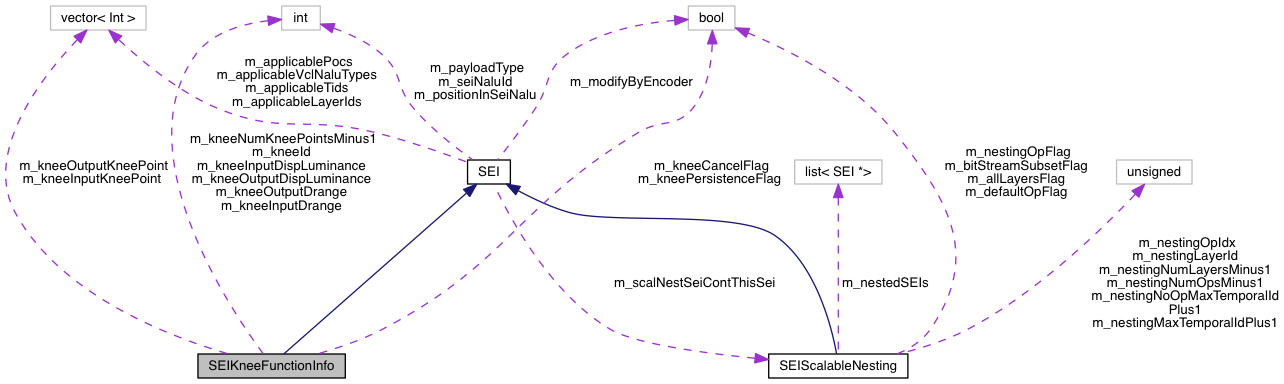 vector< Int >
int
bool
m_applicablePocs
m_applicableVclNaluTypes
m_applicableTids
m_applicableLayerIds
m_payloadType
m_seiNaluId
m_positionInSeiNalu
m_modifyByEncoder
m_kneeOutputKneePoint
m_kneeInputKneePoint
m_kneeNumKneePointsMinus1
m_kneeId
m_kneeInputDispLuminance
m_kneeOutputDispLuminance
m_kneeOutputDrange
m_kneeInputDrange
SEI
m_kneeCancelFlag
m_kneePersistenceFlag
list< SEI *>
m_nestingOpFlag
m_bitStreamSubsetFlag
m_allLayersFlag
m_defaultOpFlag
unsigned
m_scalNestSeiContThisSei
m_nestedSEIs
m_nestingOpIdx
m_nestingLayerId
m_nestingNumLayersMinus1
m_nestingNumOpsMinus1
m_nestingNoOpMaxTemporalId
Plus1
m_nestingMaxTemporalIdPlus1
SEIKneeFunctionInfo
SEIScalableNesting